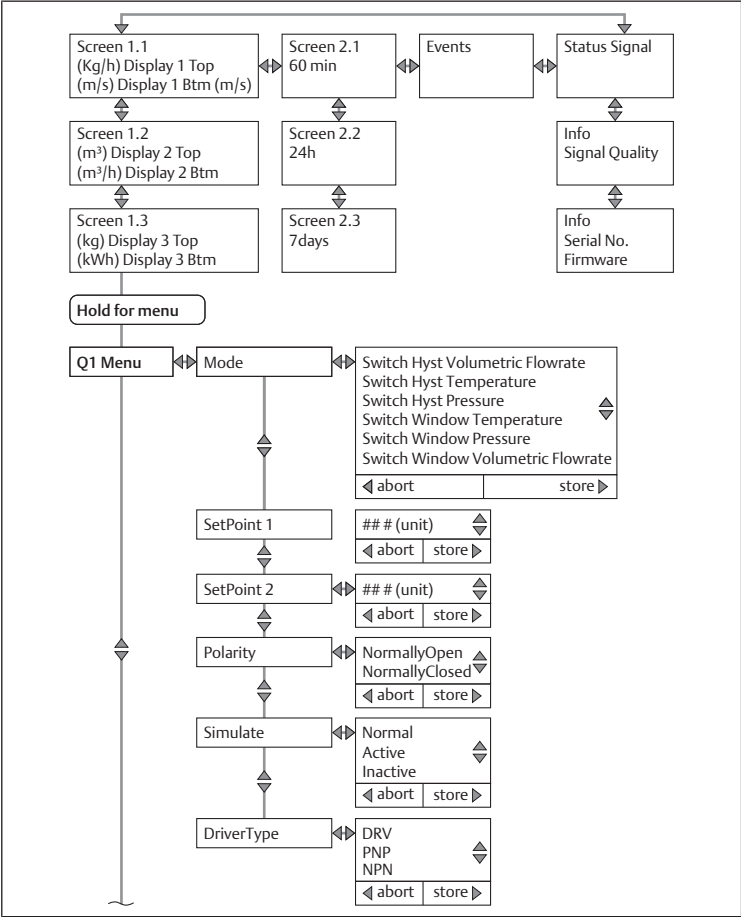 Screen 1.1
(Kg/h) Display 1 Top
(m/s) Display 1 Btm (m/s)
Screen 2.1
60 min
Events
Status Signal
Screen 1.2
(m³) Display 2 Top
(m³/h) Display 2 Btm
Screen 2.2
24h
Info
Signal Quality
Screen 1.3
(kg) Display 3 Top
(kWh) Display 3 Btm
Screen 2.3
7days
Info
Serial No.
Firmware
Hold for menu
Q1 Menu
Mode
Switch Hyst Volumetric Flowrate
Switch Hyst Temperature
Switch Hyst Pressure
Switch Window Temperature
Switch Window Pressure
Switch Window Volumetric Flowrate
abort
store
SetPoint 1
### (unit)
abort
store
SetPoint 2
### (unit)
abort
store
Polarity
NormallyOpen
NormallyClosed
abort
store
Simulate
Normal
Active
Inactive
abort
store
DriverType
DRV
PNP
NPN
abort
store